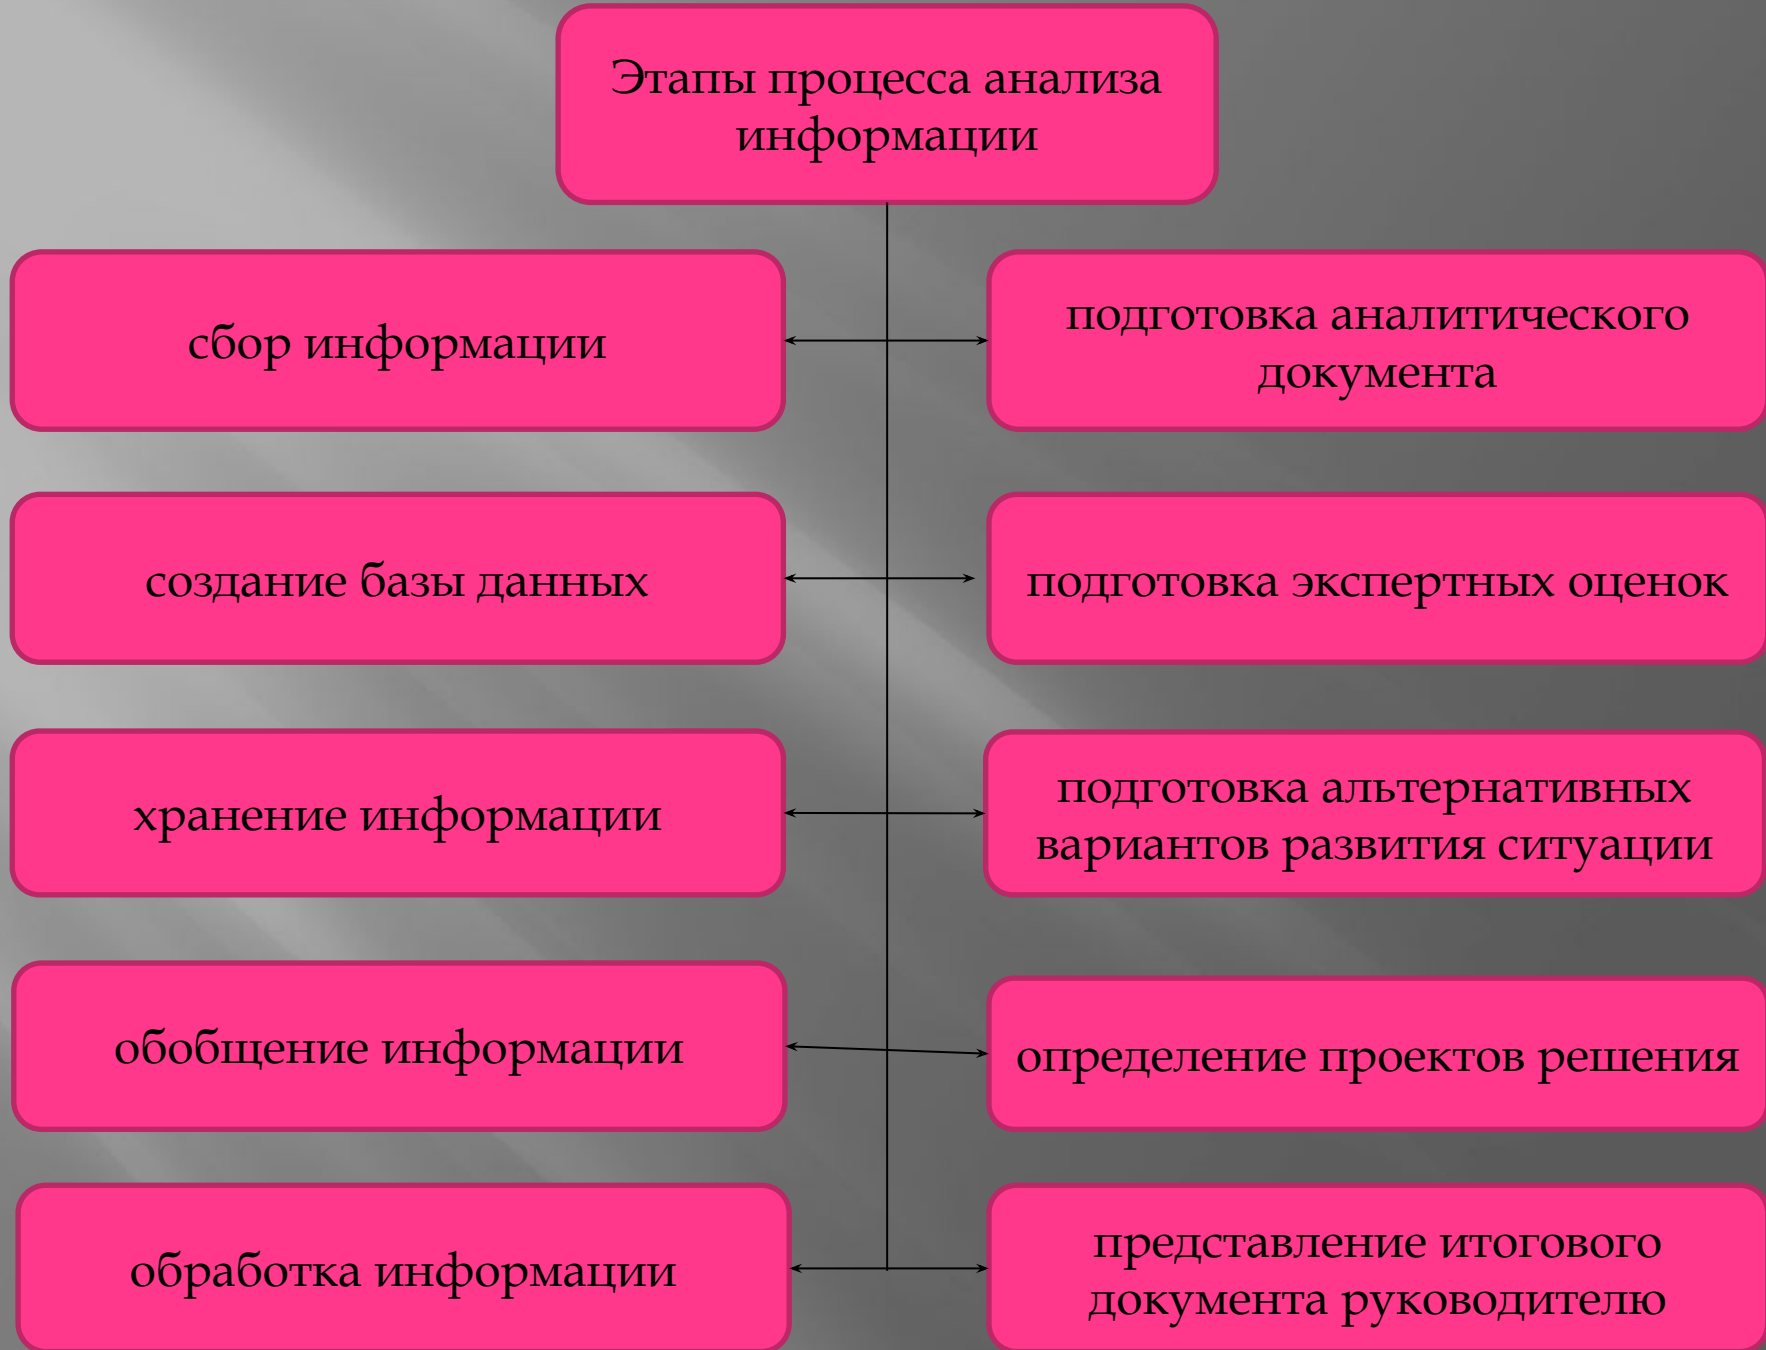 Этапы процесса анализа
информации
сбор информации
подготовка аналитического
документа
создание базы данных
подготовка экспертных оценок
хранение информации
подготовка альтернативных
вариантов развития ситуации
обобщение информации
определение проектов решения
обработка информации
представление итогового
документа руководителю